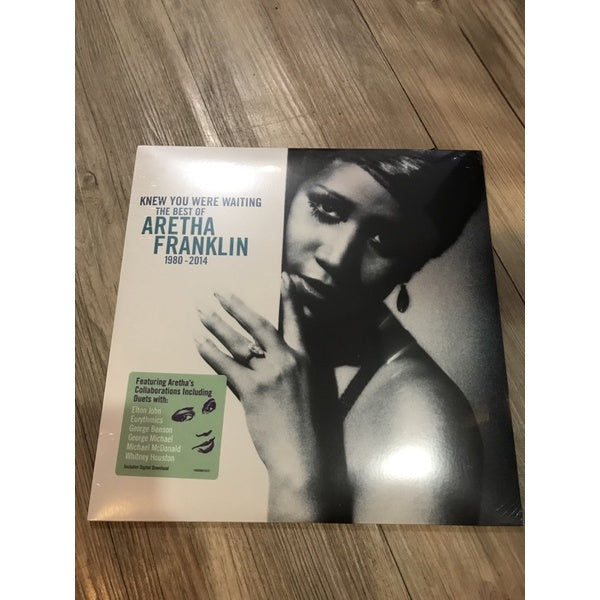 KNEW YOU WERE WAITING
THE BEST OF
ARETHA
FRANKLIN
1980-2014
Featuring Aretha's
Collaborations Including
Duets with:
Elton John
Eurythmics
George Benson
George Michael
Michael McDonald
Whitney Houston
Includes Digital Download